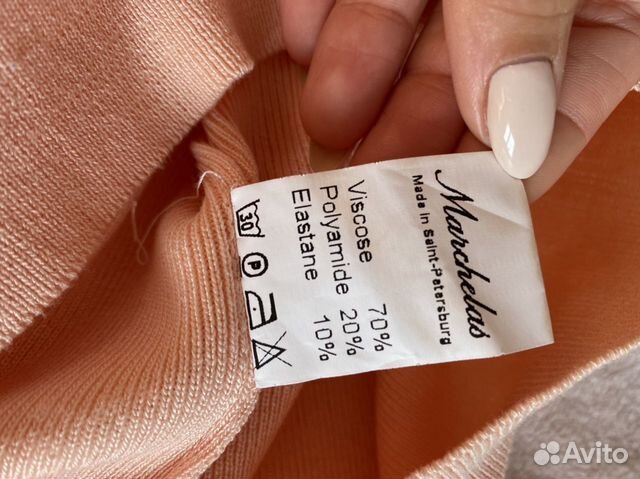 Marchelas
Made in Saint-Petersburg
Viscose 70%
Polyamide 20%
Elastane 10%
30 P
Avito